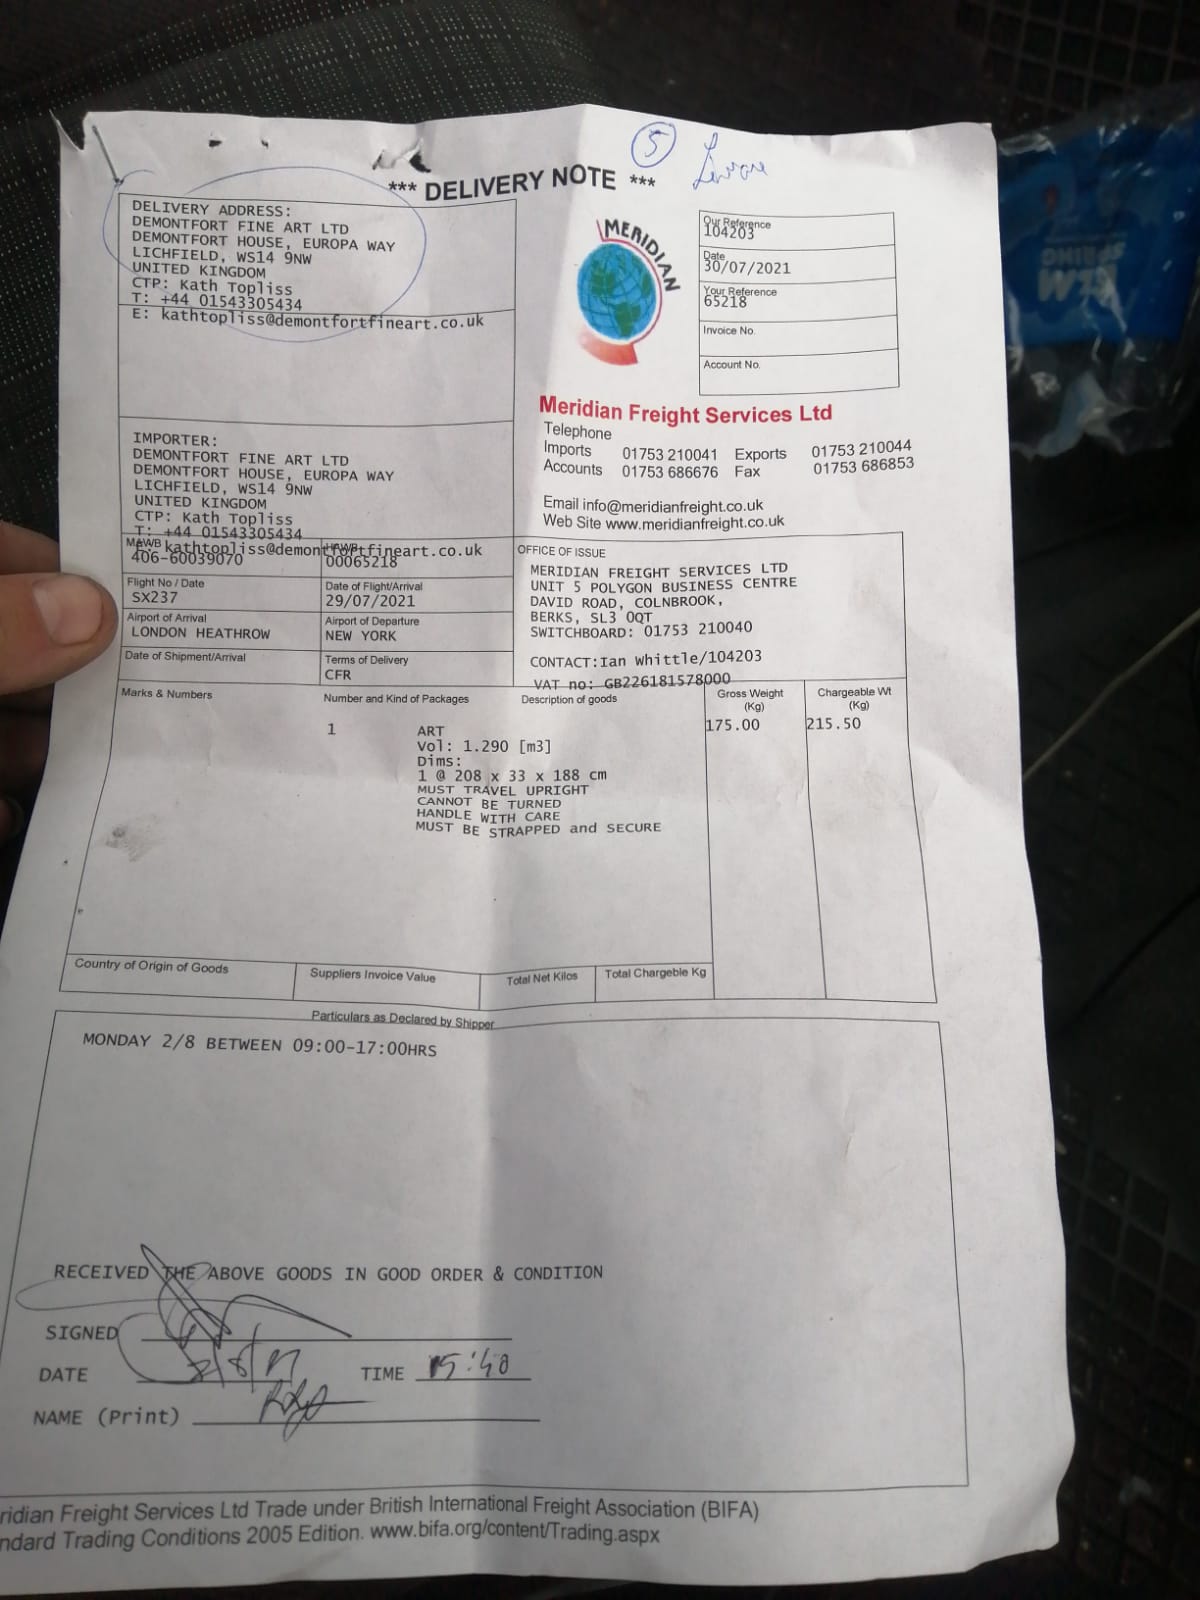 5
*** DELIVERY NOTE ***
DELIVERY ADDRESS:
DEMONTFORT FINE ART LTD
DEMONTFORT HOUSE, EUROPA WAY
LICHFIELD, WS14 9NW
UNITED KINGDOM
CTP: Kath Topliss
T: +44 01543305434
E: kathtopliss@demontfortfineart.co.uk
MERIDIAN
Our Reference
104203
Date
30/07/2021
Your Reference
65218
Invoice No.
Account No.
Meridian Freight Services Ltd
Telephone
Imports 01753 210041 Exports 01753 210044
Accounts 01753 686676 Fax 01753 686853
Email info@meridianfreight.co.uk
Web Site www.meridianfreight.co.uk
IMPORTER:
DEMONTFORT FINE ART LTD
DEMONTFORT HOUSE, EUROPA WAY
LICHFIELD, WS14 9NW
UNITED KINGDOM
CTP: Kath Topliss
T: +44 01543305434
E: kathtopliss@demontfortfineart.co.uk
MAWB
406-60039070
HAWB
00065218
Flight No / Date
SX237
Date of Flight/Arrival
29/07/2021
Airport of Arrival
LONDON HEATHROW
Airport of Departure
NEW YORK
Date of Shipment/Arrival
Terms of Delivery
CFR
OFFICE OF ISSUE
MERIDIAN FREIGHT SERVICES LTD
UNIT 5 POLYGON BUSINESS CENTRE
DAVID ROAD, COLNBROOK,
BERKS, SL3 0QT
SWITCHBOARD: 01753 210040
CONTACT:Ian Whittle/104203
VAT no: GB226181578000
Marks & Numbers
Number and Kind of Packages
Description of goods
Gross Weight
(Kg)
Chargeable Wt
(Kg)
1
ART
175.00
215.50
Vol: 1.290 [m3]
Dims:
1 @ 208 x 33 x 188 cm
MUST TRAVEL UPRIGHT
CANNOT BE TURNED
HANDLE WITH CARE
MUST BE STRAPPED and SECURE
Country of Origin of Goods
Suppliers Invoice Value
Total Net Kilos
Total Chargeable Kg
Particulars as Declared by Shipper
MONDAY 2/8 BETWEEN 09:00-17:00HRS
RECEIVED THE ABOVE GOODS IN GOOD ORDER & CONDITION
SIGNED
DATE
TIME 15:40
NAME (Print)
ridian Freight Services Ltd Trade under British International Freight Association (BIFA)
ndard Trading Conditions 2005 Edition. www.bifa.org/content/Trading.aspx